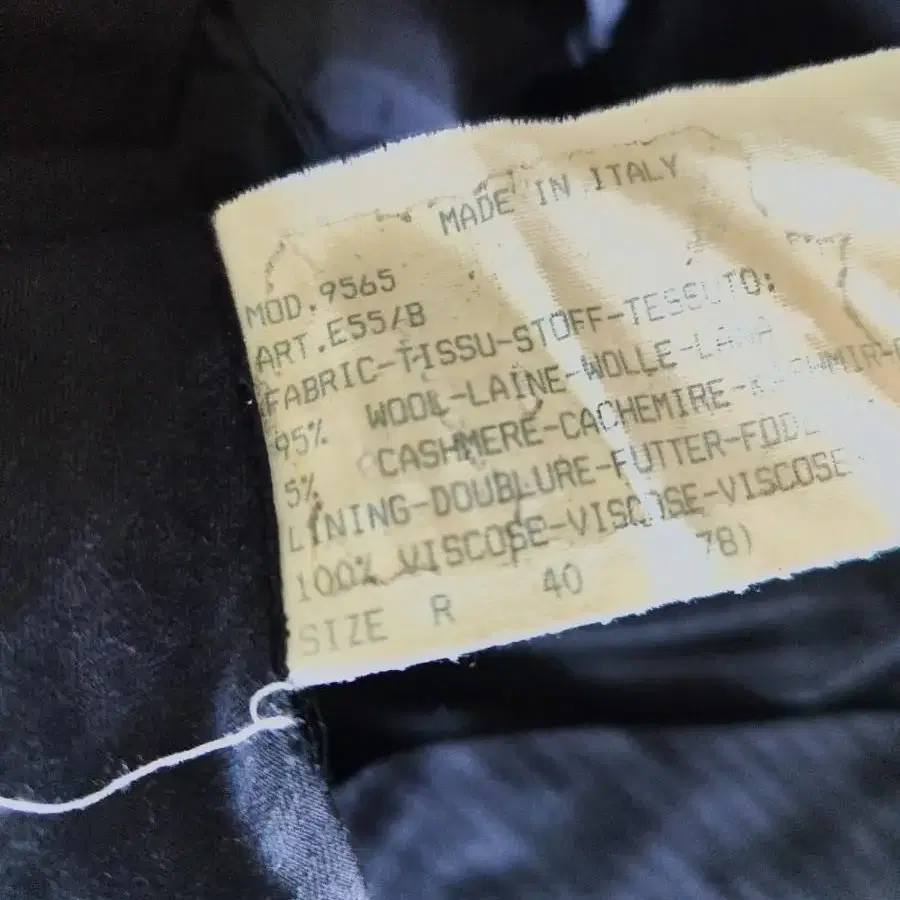 MADE IN ITALY
MOD.9565
ART.E55/B
FABRIC-TISSU-STOFF-TESSUTO:
95% WOOL-LAINE-WOLLE-LANA
5% CASHMERE-CACHEMIRE-
LINING-DOUBLURE-FUTTER-FODE
100% VISCOSE-VISCOSE-VISCOSE
SIZE R 40 78)